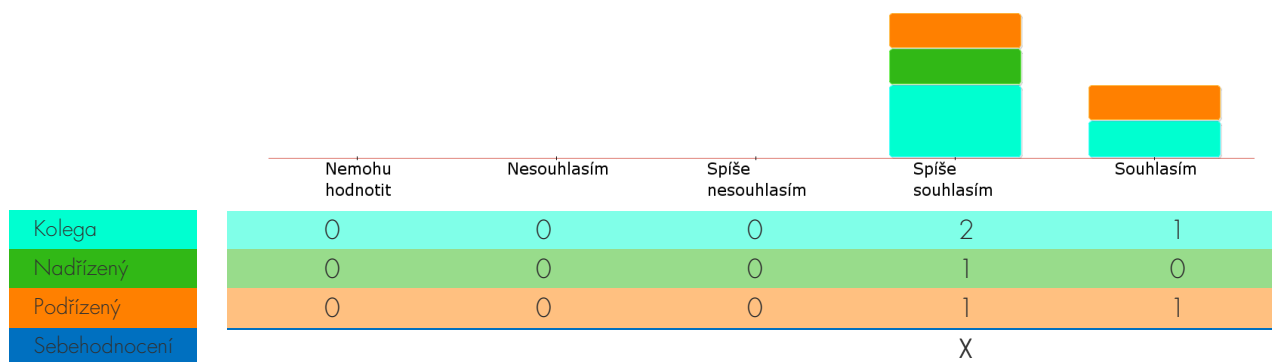 Nemohu
hodnotit
Nesouhlasím
Spíše
nesouhlasím
Spíše
souhlasím
Souhlasím
Kolega 0 0 0 2 1
Nadřízený 0 0 0 1 0
Podřízený 0 0 0 1 1
Sebehodnocení X